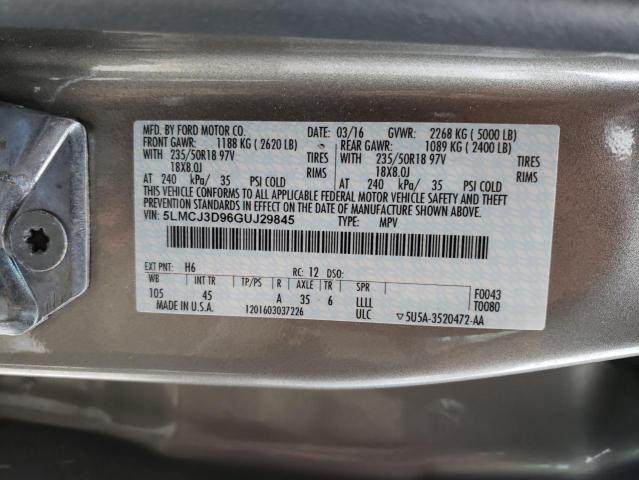 MFD. BY FORD MOTOR CO. DATE: 03/16 GVWR: 2268 KG ( 5000 LB)
FRONT GAWR: 1188 KG ( 2620 LB) REAR GAWR: 1089 KG ( 2400 LB)
WITH 235/50R18 97V TIRES WITH 235/50R18 97V TIRES
18X8.0J RIMS 18X8.0J RIMS
AT 240 kPa/ 35 PSI COLD AT 240 kPa/ 35 PSI COLD
THIS VEHICLE CONFORMS TO ALL APPLICABLE FEDERAL MOTOR VEHICLE SAFETY AND THEFT
PREVENTION STANDARDS IN EFFECT ON THE DATE OF MANUFACTURE SHOWN ABOVE.
VIN: 5LMCJ3D96GUJ29845 TYPE: MPV
EXT PNT: H6 RC: 12 DSO:
WB INT TR TP/PS R AXLE TR SPR F0043
105 45 A 35 6 LLLL T0080
MADE IN U.S.A. 1201603037226 ULC ▽5U5A-3520472-AA